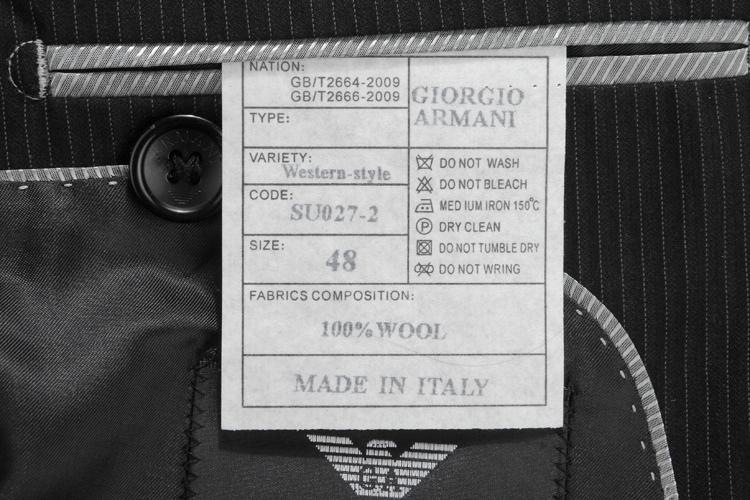 NATION:
GB/T2664-2009
GB/T2666-2009
GIORGIO
ARMANI
TYPE:
VARIETY:
Western-style
CODE:
SU027-2
SIZE:
48
DO NOT WASH
DO NOT BLEACH
MEDIUM IRON 150°C
P DRY CLEAN
DO NOT TUMBLE DRY
DO NOT WRING
FABRICS COMPOSITION:
100%WOOL
MADE IN ITALY
GA